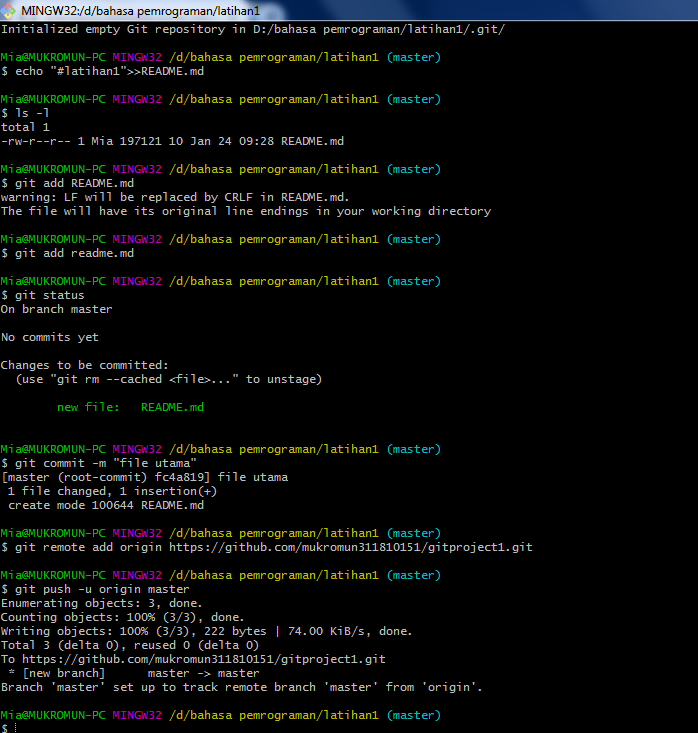 MINGW32:/d/bahasa pemrograman/latihan1
Initialized empty Git repository in D:/bahasa pemrograman/latihan1/.git/
Mia@MUKROMUN-PC MINGW32 /d/bahasa pemrograman/latihan1 (master)
$ echo "#latihan1">>README.md
Mia@MUKROMUN-PC MINGW32 /d/bahasa pemrograman/latihan1 (master)
$ ls -l
total 1
-rw-r--r-- 1 Mia 197121 10 Jan 24 09:28 README.md
Mia@MUKROMUN-PC MINGW32 /d/bahasa pemrograman/latihan1 (master)
$ git add README.md
warning: LF will be replaced by CRLF in README.md.
The file will have its original line endings in your working directory
Mia@MUKROMUN-PC MINGW32 /d/bahasa pemrograman/latihan1 (master)
$ git add readme.md
Mia@MUKROMUN-PC MINGW32 /d/bahasa pemrograman/latihan1 (master)
$ git status
On branch master
No commits yet
Changes to be committed:
  (use "git rm --cached <file>..." to unstage)
        new file:   README.md
Mia@MUKROMUN-PC MINGW32 /d/bahasa pemrograman/latihan1 (master)
$ git commit -m "file utama"
[master (root-commit) fc4a819] file utama
 1 file changed, 1 insertion(+)
 create mode 100644 README.md
Mia@MUKROMUN-PC MINGW32 /d/bahasa pemrograman/latihan1 (master)
$ git remote add origin https://github.com/mukromun311810151/gitproject1.git
Mia@MUKROMUN-PC MINGW32 /d/bahasa pemrograman/latihan1 (master)
$ git push -u origin master
Enumerating objects: 3, done.
Counting objects: 100% (3/3), done.
Writing objects: 100% (3/3), 222 bytes | 74.00 KiB/s, done.
Total 3 (delta 0), reused 0 (delta 0)
To https://github.com/mukromun311810151/gitproject1.git
 * [new branch]      master -> master
Branch 'master' set up to track remote branch 'master' from 'origin'.
Mia@MUKROMUN-PC MINGW32 /d/bahasa pemrograman/latihan1 (master)
$